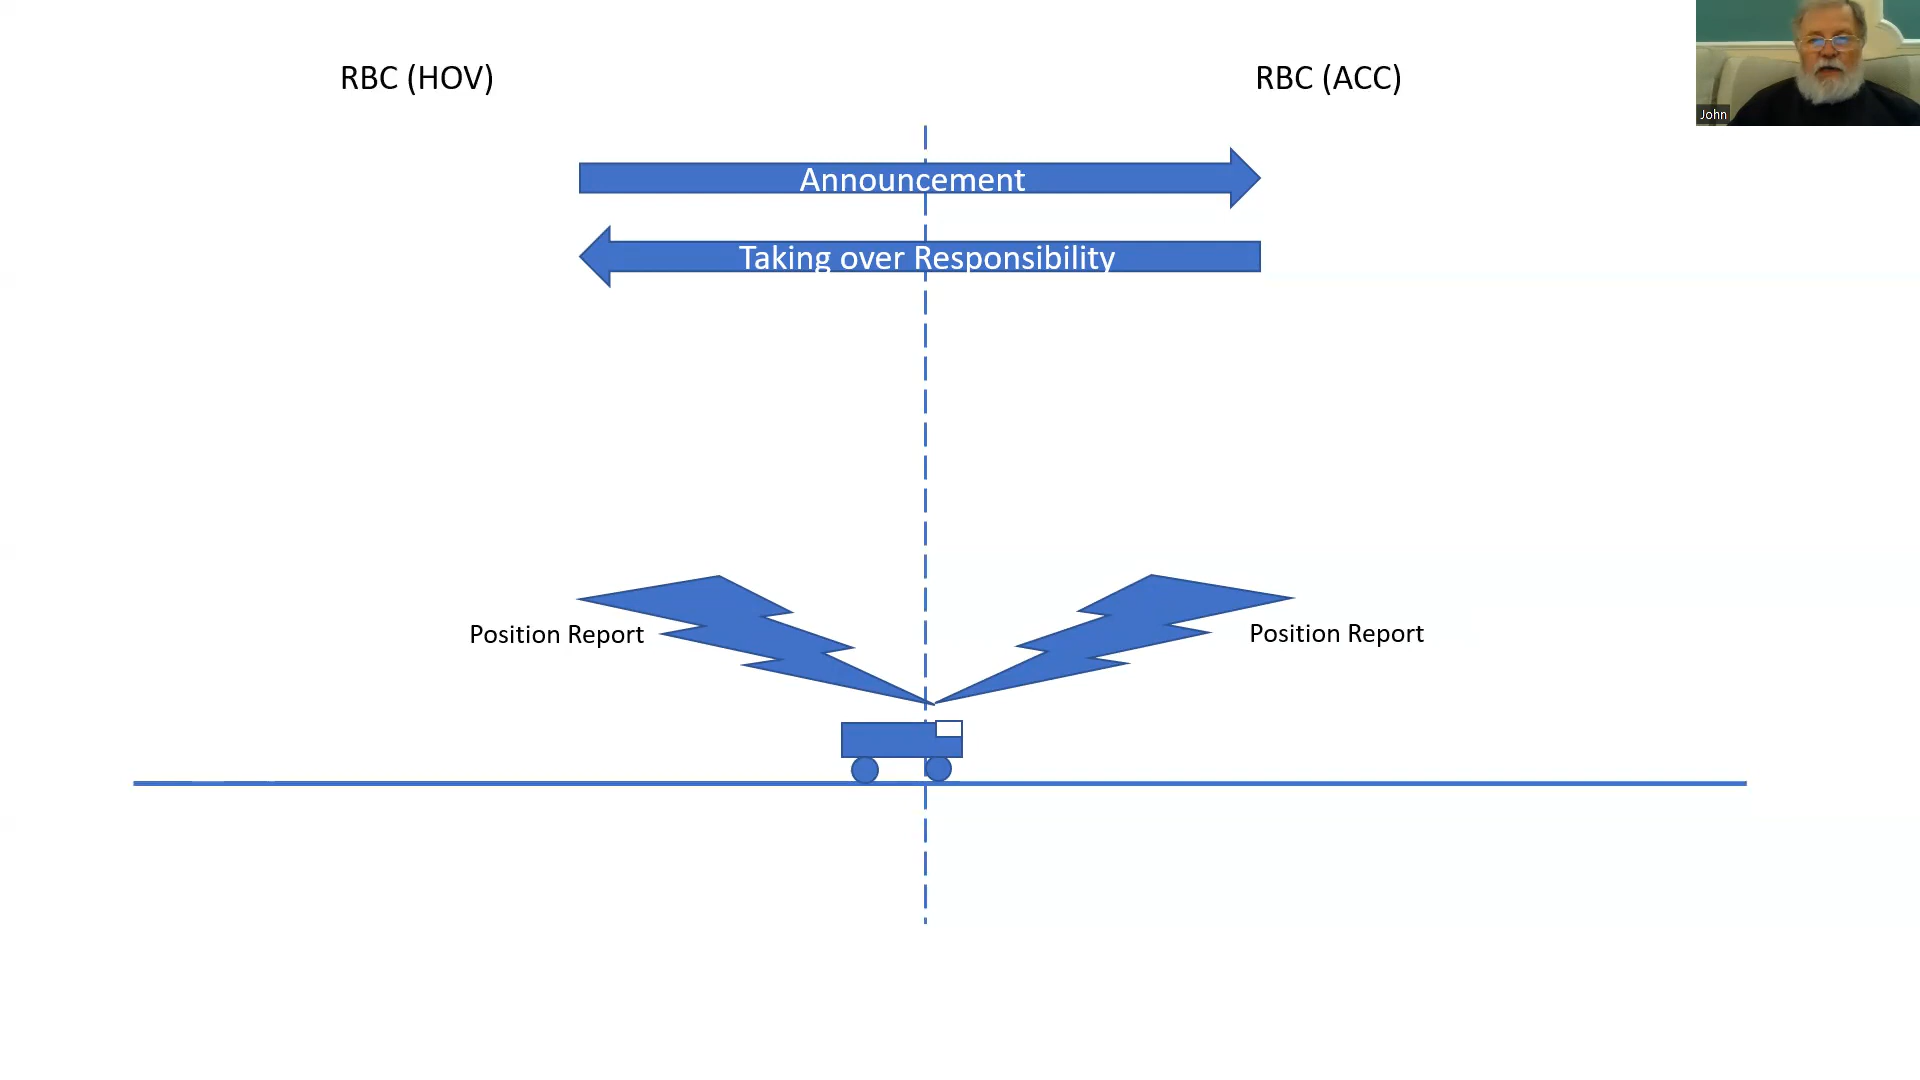 RBC (HOV)
RBC (ACC)
John
Announcement
Taking over Responsibility
Position Report
Position Report